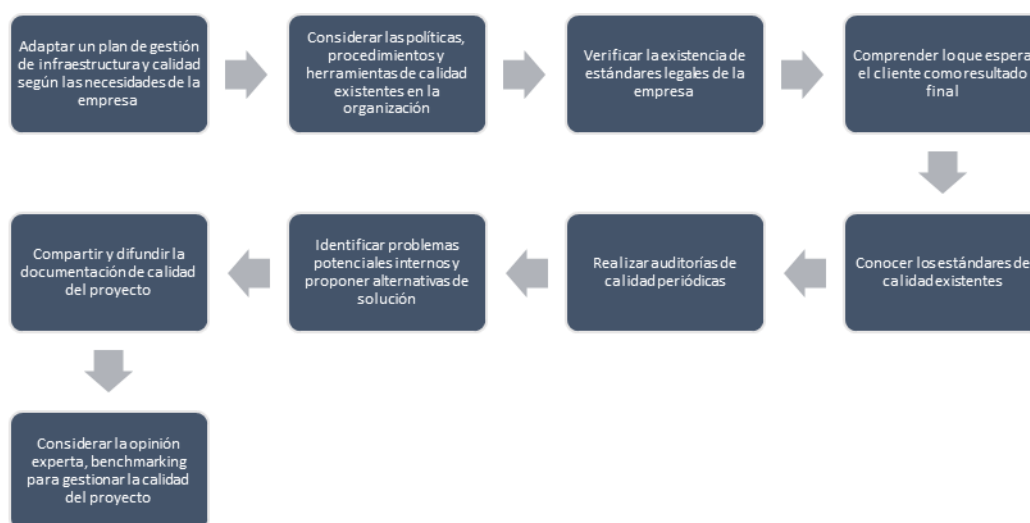 Adaptar un plan de gestión
de infraestructura y calidad
según las necesidades de la
empresa
Considerar las políticas,
procedimientos y
herramientas de calidad
existentes en la
organización
Verificar la existencia de
estándares legales de la
empresa
Comprender lo que espera
el cliente como resultado
final
Conocer los estándares de
calidad existentes
Realizar auditorías de
calidad periódicas
Identificar problemas
potenciales internos y
proponer alternativas de
solución
Compartir y difundir la
documentación de calidad
del proyecto
Considerar la opinión
experta, benchmarking
para gestionar la calidad
del proyecto